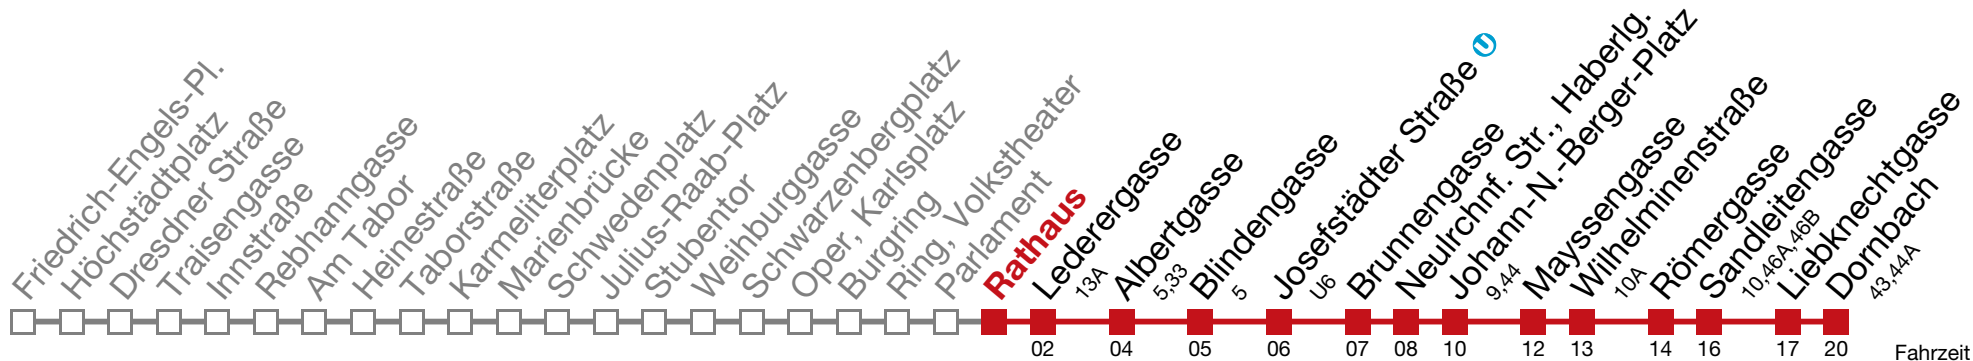 Friedrich-Engels-Pl.
Höchstädtplatz
Dresdner Straße
Traisengasse
Innstraße
Rebhanngasse
Am Tabor
Heinestraße
Taborstraße
Karmeliterplatz
Marienbrücke
Schwedenplatz
Julius-Raab-Platz
Stubentor
Weihburggasse
Schwarzenbergplatz
Oper, Karlsplatz
Burgring
Ring, Volkstheater
Parlament
Rathaus
Lederergasse
13A
Albertgasse
5,33
Blindengasse
5
Josefstädter Straße U
U6
Brunnengasse
Neulrchnf. Str., Haberlg.
Johann-N.-Berger-Platz
9,44
Mayssengasse
Wilhelminenstraße
10A
Römergasse
Sandleitengasse
10,46A,46B
Liebknechtgasse
Dornbach
43,44A
02 04 05 06 07 08 10 12 13 14 16 17 20 Fahrzeit